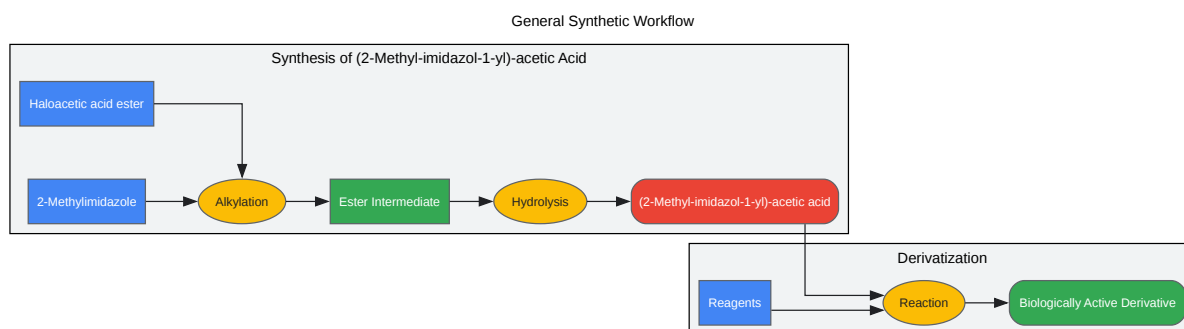 General Synthetic Workflow
Synthesis of (2-Methyl-imidazol-1-yl)-acetic Acid
Haloacetic acid ester
2-Methylimidazole
Alkylation
Ester Intermediate
Hydrolysis
(2-Methyl-imidazol-1-yl)-acetic acid
Derivatization
Reagents
Reaction
Biologically Active Derivative